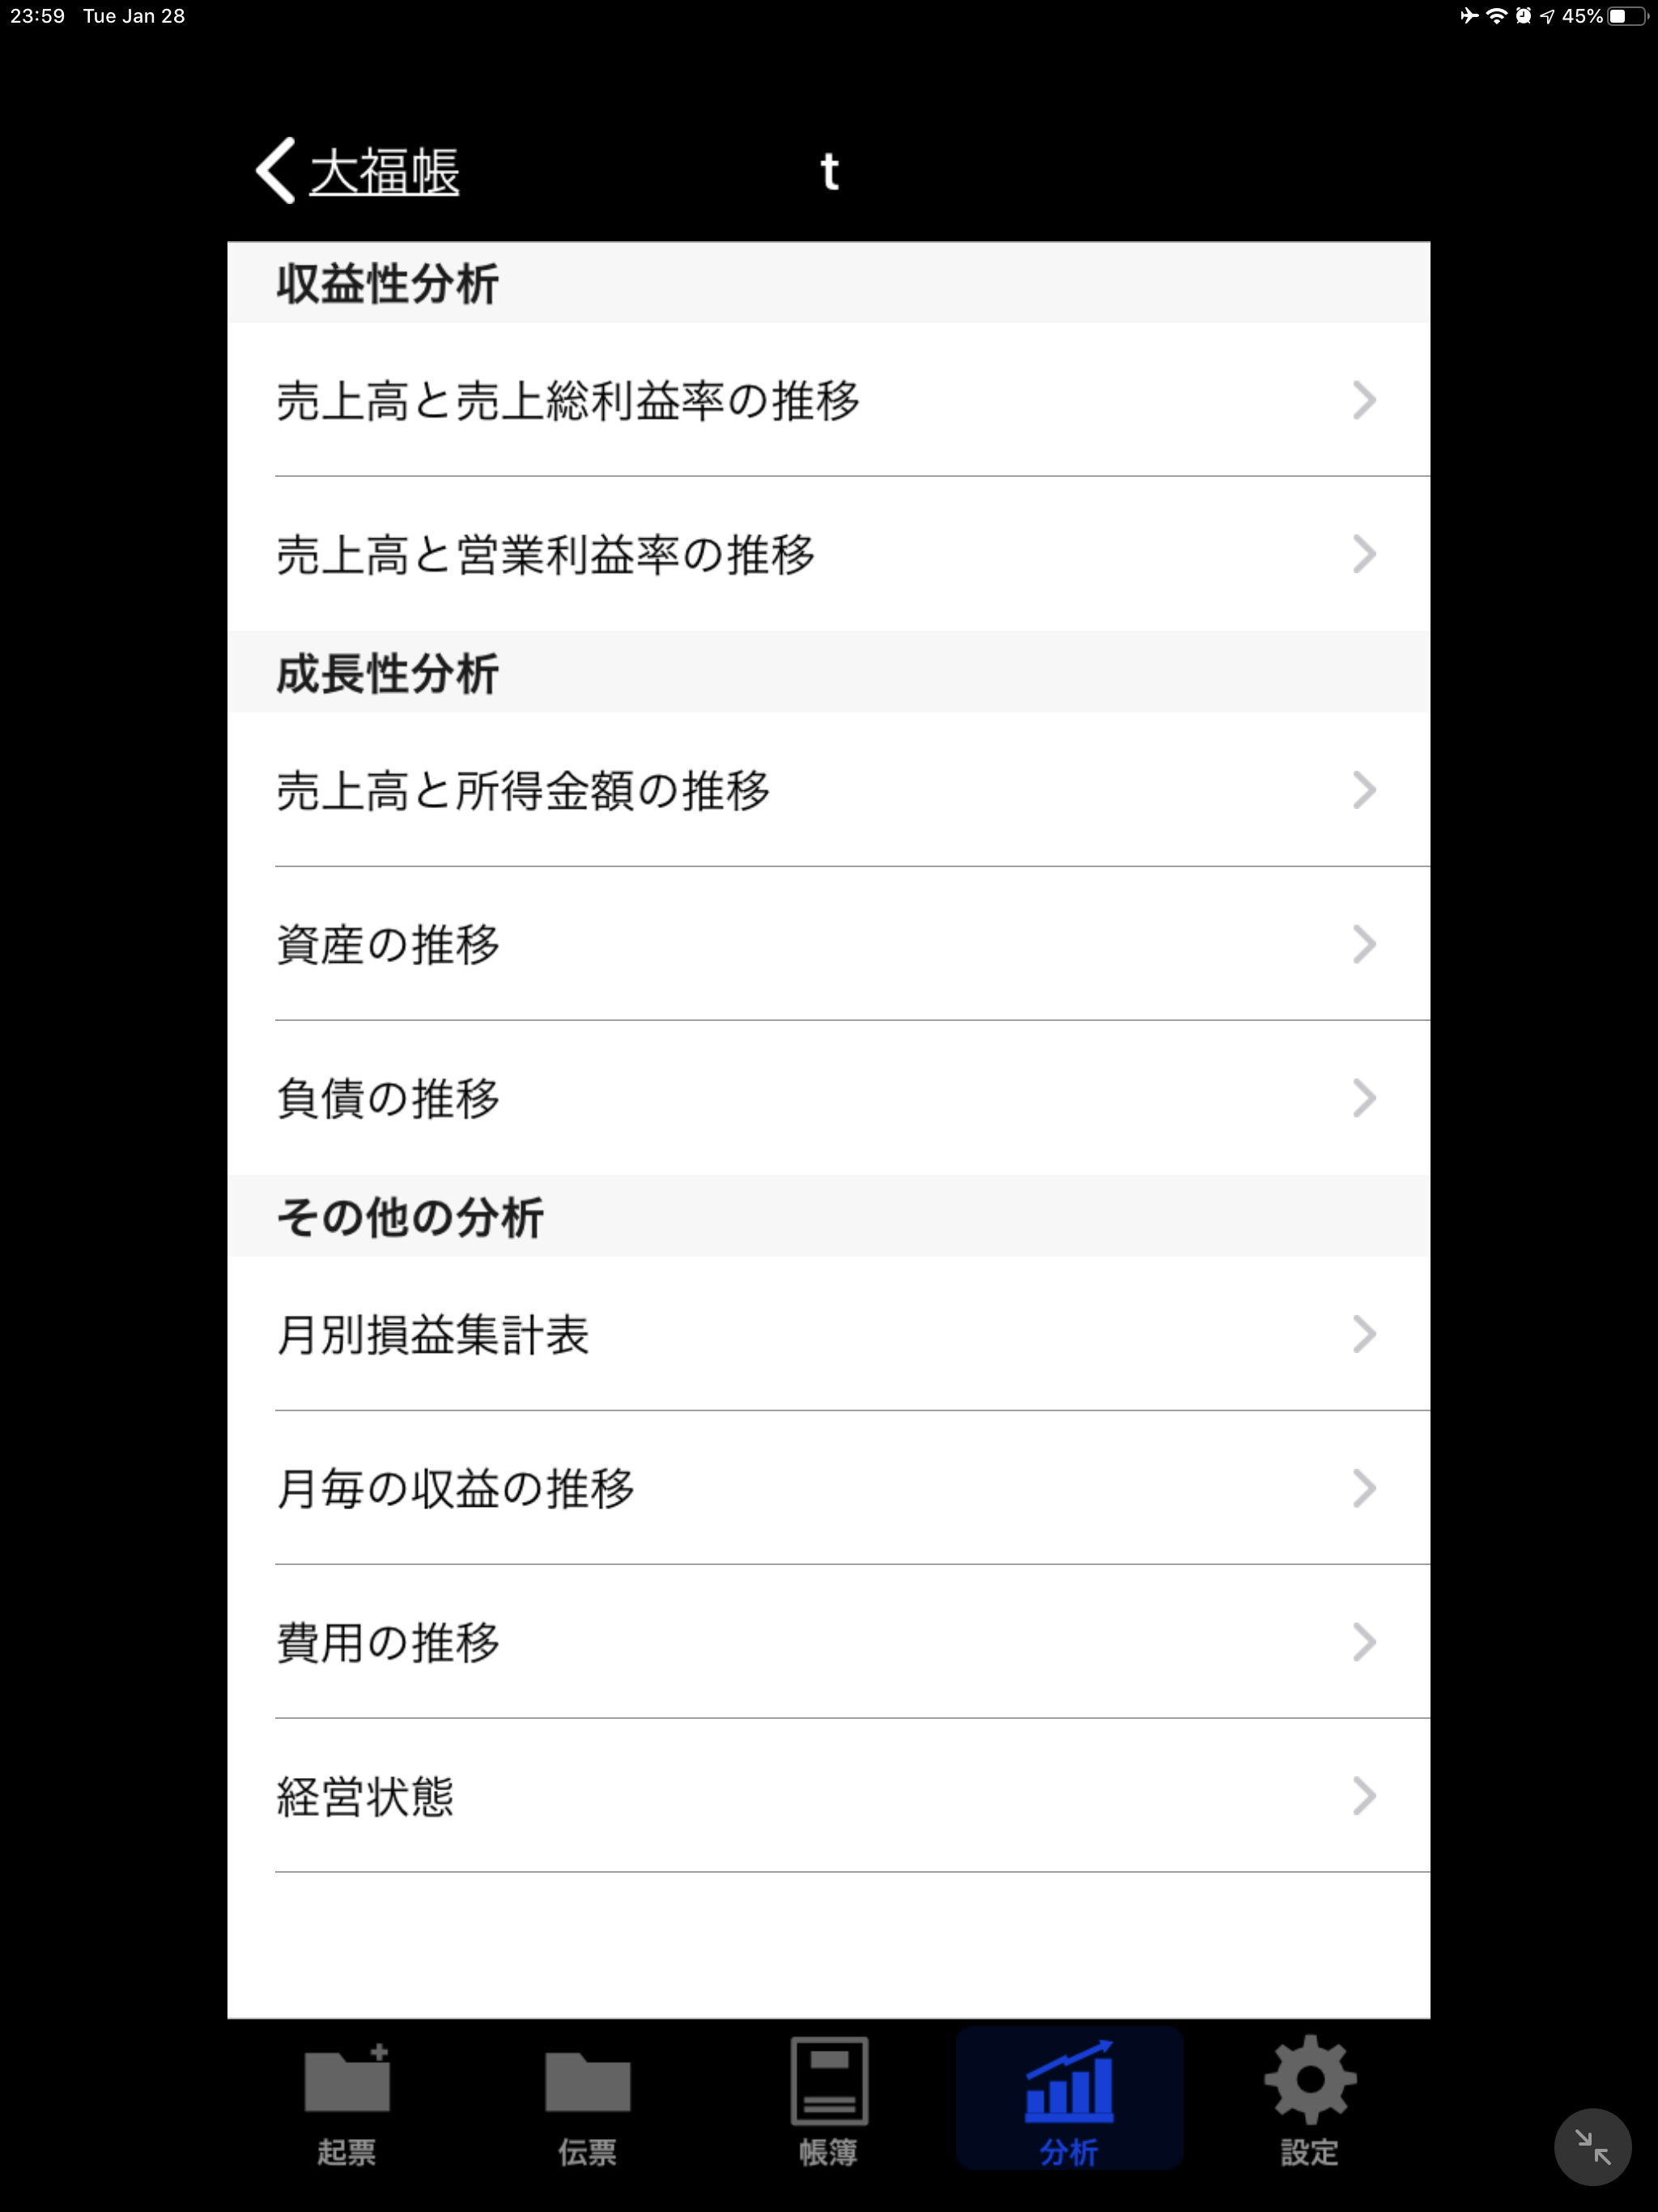 23:59 Tue Jan 28
45%
大福帳
t
収益性分析
売上高と売上総利益率の推移
売上高と営業利益率の推移
成長性分析
売上高と所得金額の推移
資産の推移
負債の推移
その他の分析
月別損益集計表
月毎の収益の推移
費用の推移
経営状態
起票
伝票
帳簿
分析
設定